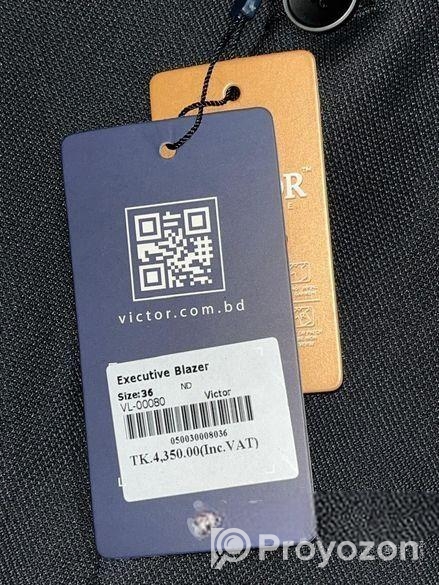 OR™
victor.com.bd
Executive Blazer
Size:36 ND
VL-00080 Victor
050030008036
TK.4,350.00(Inc.VAT)
Proyozon